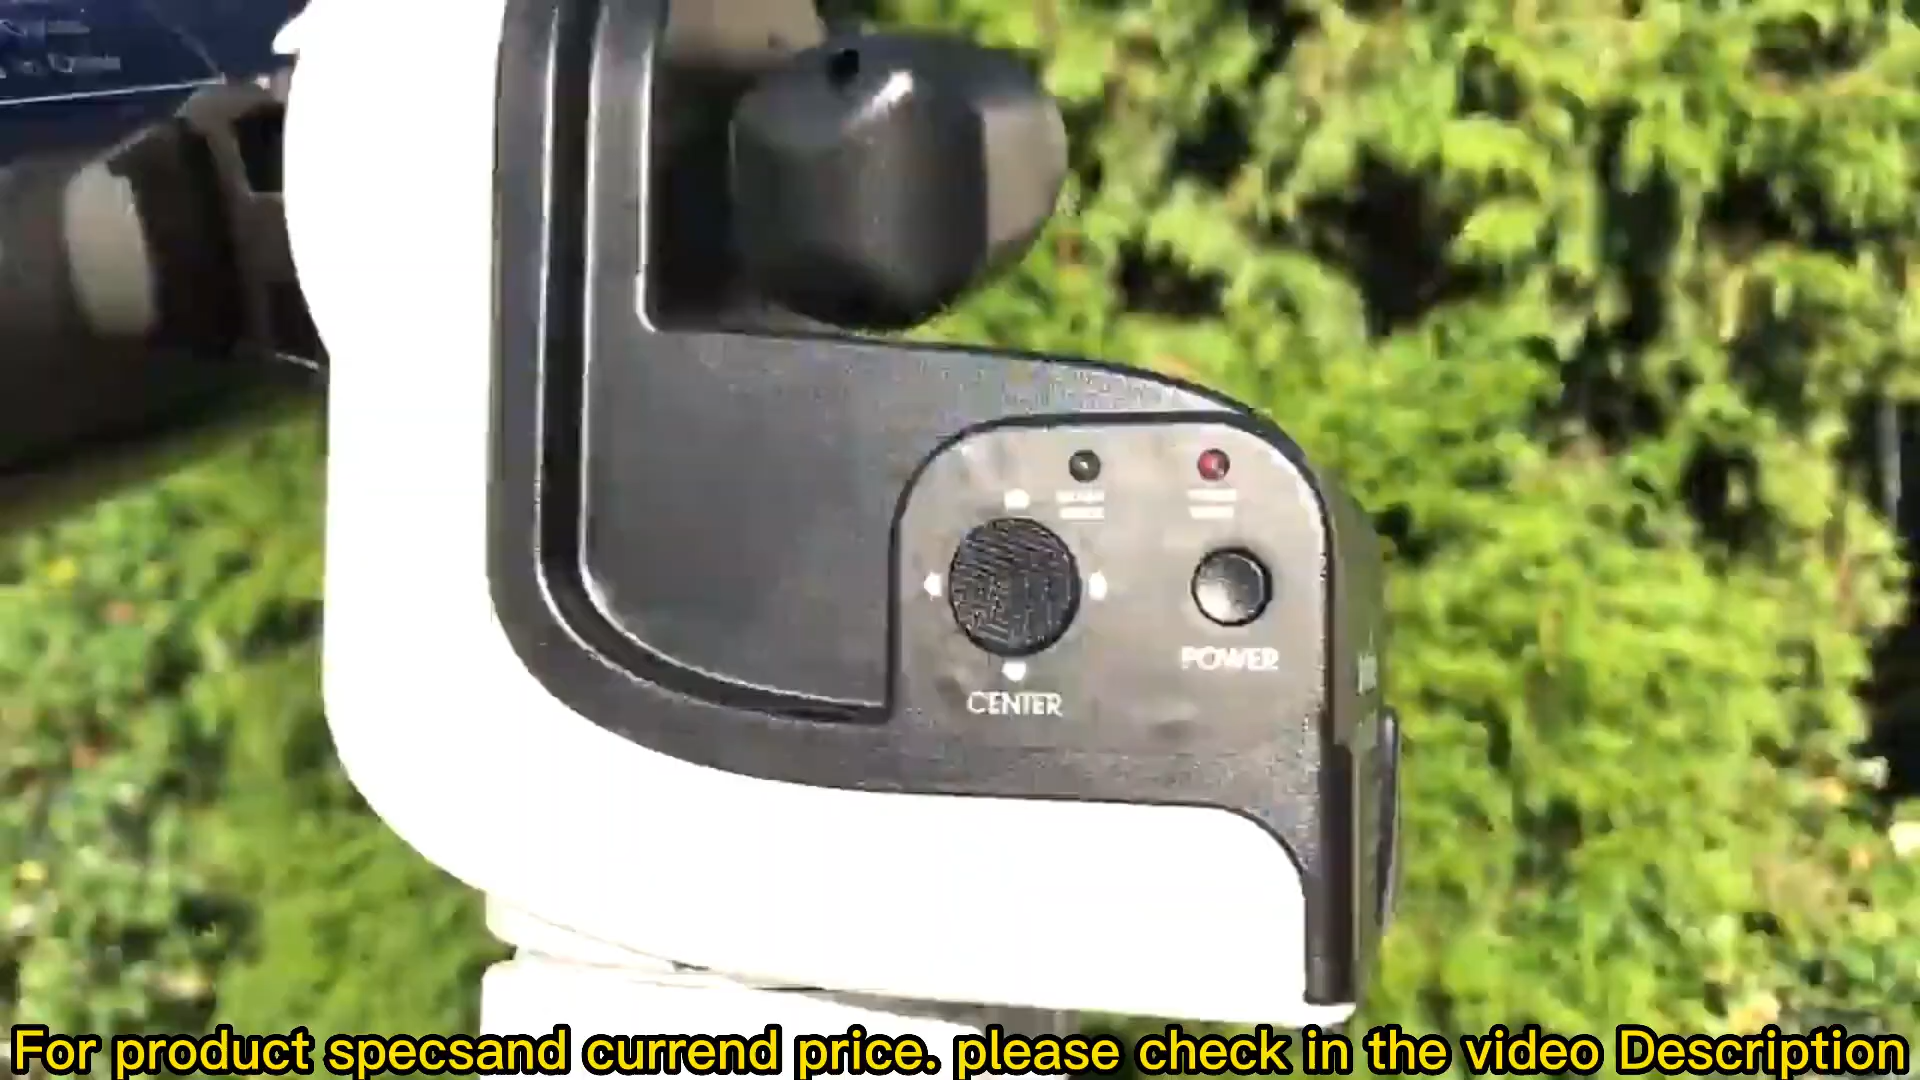 POWER
CENTER
For product specsand currend price. please check in the video Description